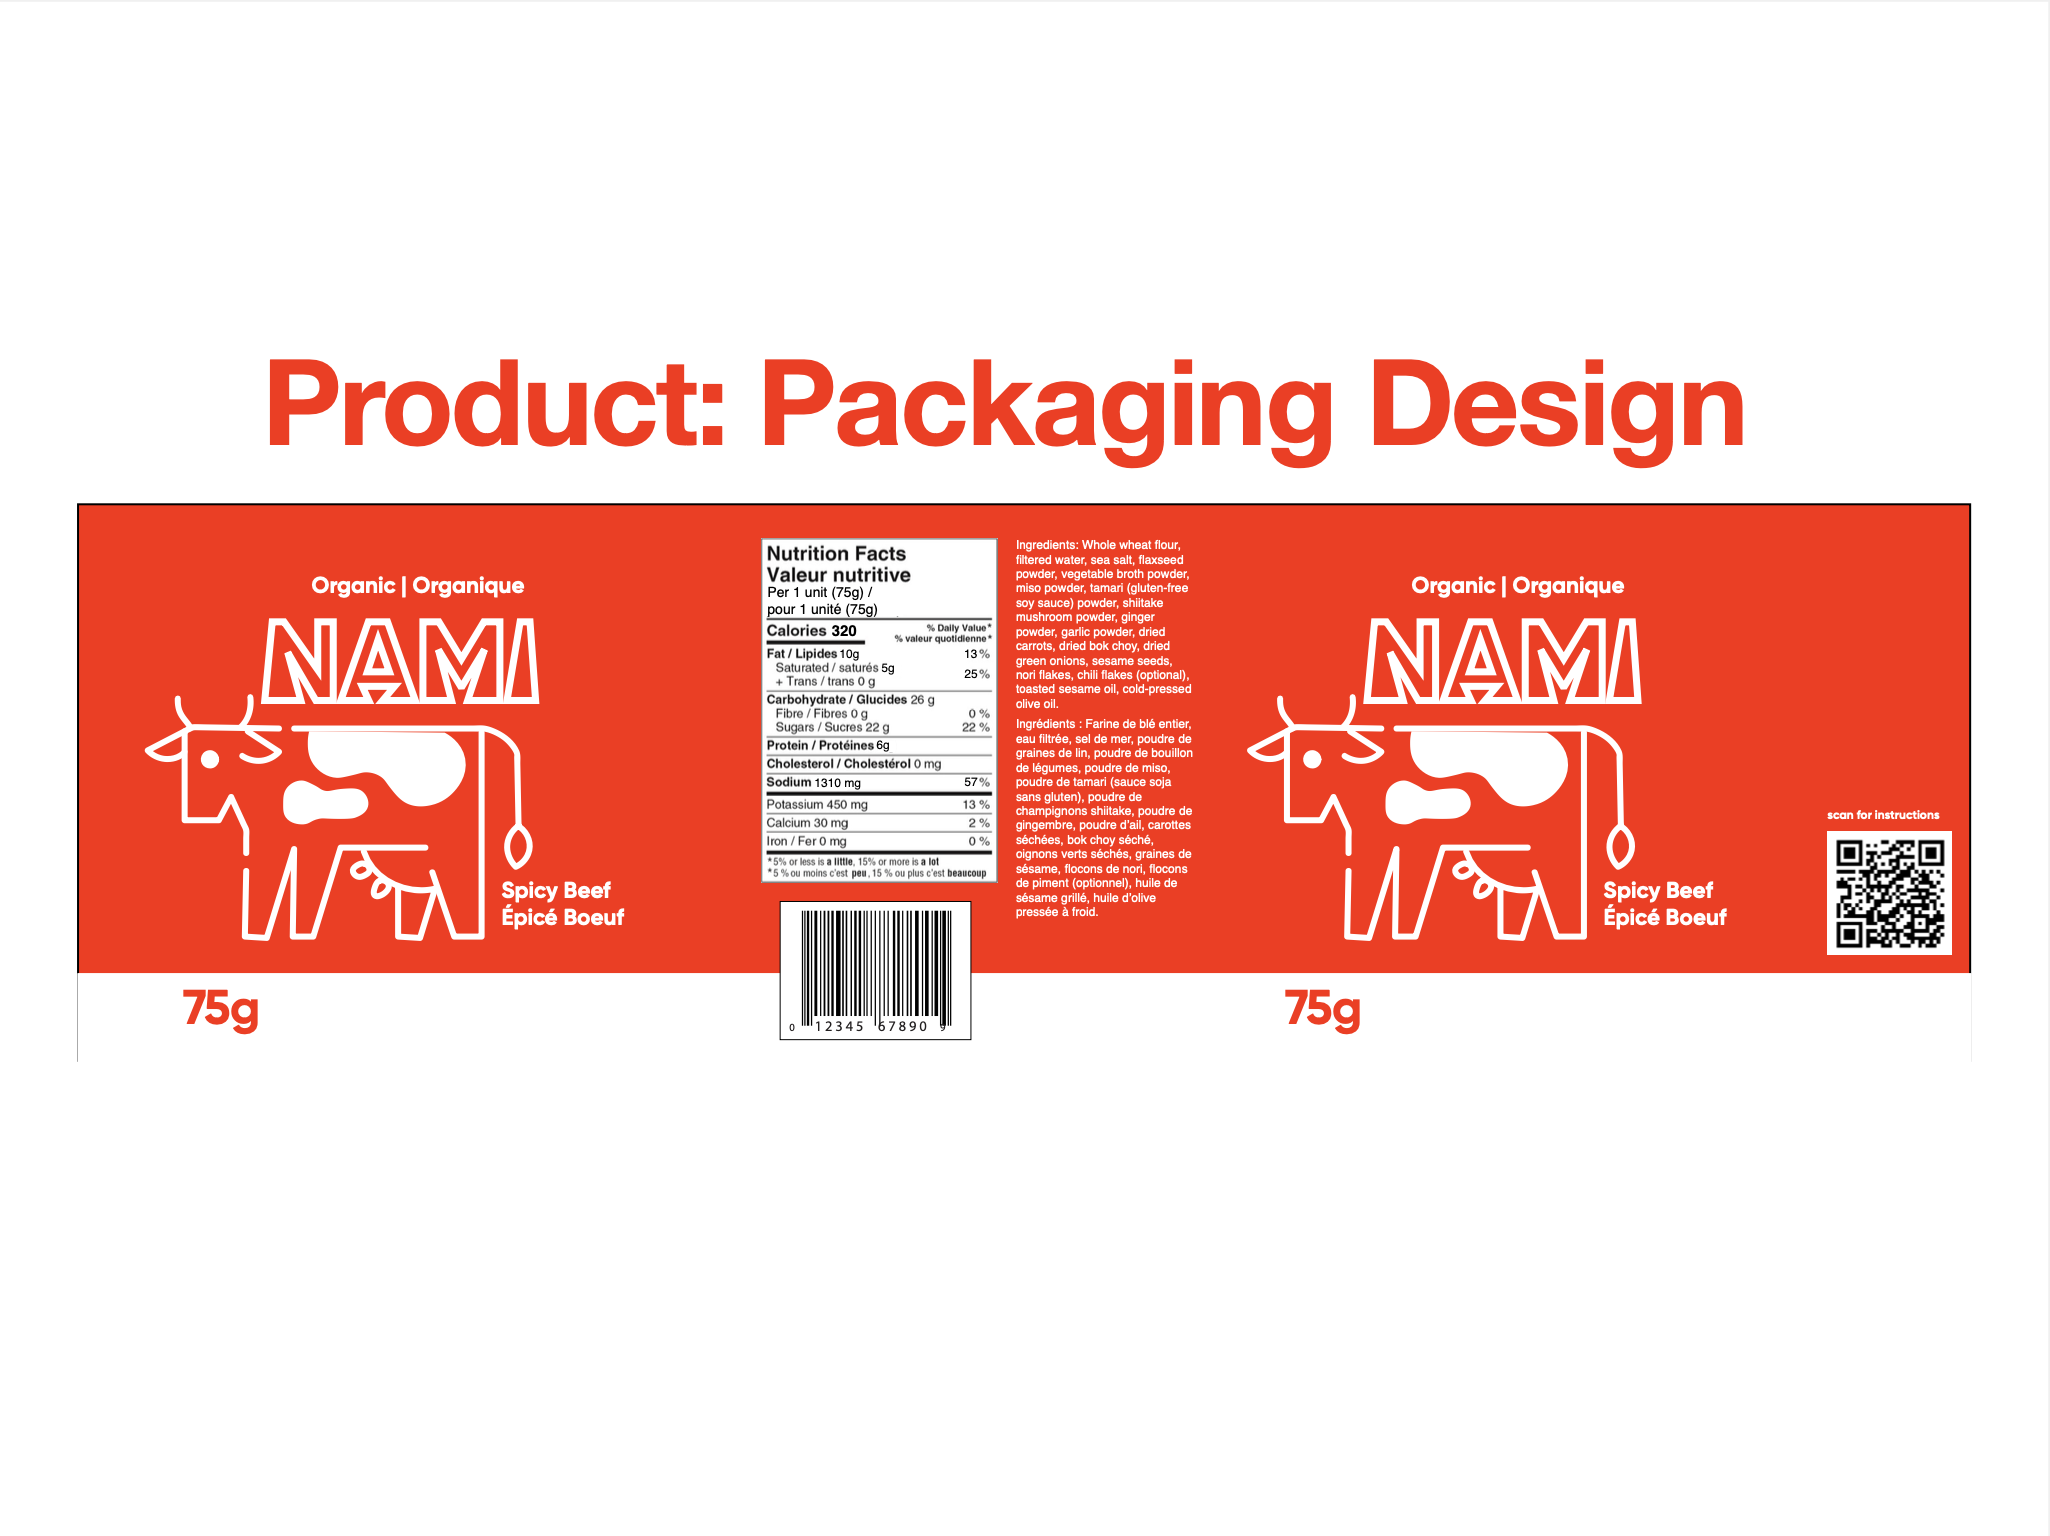 Product: Packaging Design
Organic | Organique
NAMI
Spicy Beef
Épicé Boeuf
75g
Nutrition Facts
Valeur nutritive
Per 1 unit (75g) /
pour 1 unité (75g)
Calories 320
% Daily Value*
% valeur quotidienne*
Fat / Lipides 10g 13%
Saturated / saturés 5g
+ Trans / trans 0 g
25%
Carbohydrate / Glucides 26 g
Fibre / Fibres 0 g 0 %
Sugars / Sucres 22 g 22 %
Protein / Protéines 6g
Cholesterol / Cholestérol 0 mg
Sodium 1310 mg 57%
Potassium 450 mg 13 %
Calcium 30 mg 2 %
Iron / Fer 0 mg 0 %
*5% or less is a little, 15% or more is a lot
*5 % ou moins c'est peu, 15 % ou plus c'est beaucoup
0 12345 67890 9
Ingredients: Whole wheat flour,
filtered water, sea salt, flaxseed
powder, vegetable broth powder,
miso powder, tamari (gluten-free
soy sauce) powder, shiitake
mushroom powder, ginger
powder, garlic powder, dried
carrots, dried bok choy, dried
green onions, sesame seeds,
nori flakes, chili flakes (optional),
toasted sesame oil, cold-pressed
olive oil.
Ingrédients : Farine de blé entier,
eau filtrée, sel de mer, poudre de
graines de lin, poudre de bouillon
de légumes, poudre de miso,
poudre de tamari (sauce soja
sans gluten), poudre de
champignons shiitake, poudre de
gingembre, poudre d'ail, carottes
séchées, bok choy séché,
oignons verts séchés, graines de
sésame, flocons de nori, flocons
de piment (optionnel), huile de
sésame grillé, huile d'olive
pressée à froid.
Organic | Organique
NAMI
Spicy Beef
Épicé Boeuf
75g
scan for instructions